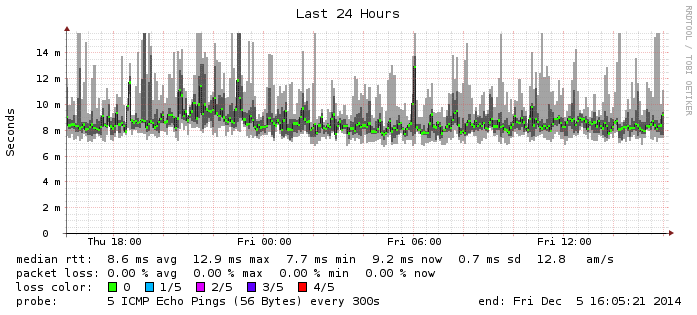 Last 24 Hours
RRDTOOL / TOBI OETIKER
Seconds
14 m
12 m
10 m
8 m
6 m
4 m
2 m
0
Thu 18:00 Fri 00:00 Fri 06:00 Fri 12:00
median rtt: 8.6 ms avg 12.9 ms max 7.7 ms min 9.2 ms now 0.7 ms sd 12.8 am/s
packet loss: 0.00 % avg 0.00 % max 0.00 % min 0.00 % now
loss color: 0 1/5 2/5 3/5 4/5
probe: 5 ICMP Echo Pings (56 Bytes) every 300s end: Fri Dec 5 16:05:21 2014